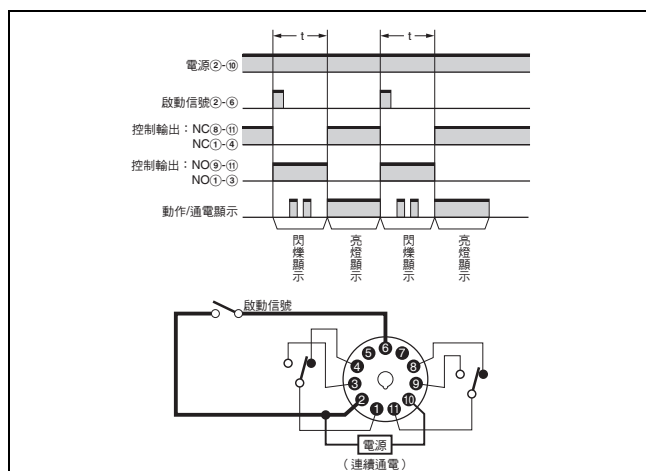 t
t
電源②-⑩
啟動信號②-⑥
控制輸出：NC⑧-⑪
NC①-④
控制輸出：NO⑨-⑪
NO①-③
動作/通電顯示
閃爍顯示
亮燈顯示
閃爍顯示
亮燈顯示
啟動信號
⑥
⑤
⑦
④
⑧
③
⑨
②
⑩
①
⑪
電源
（連續通電）